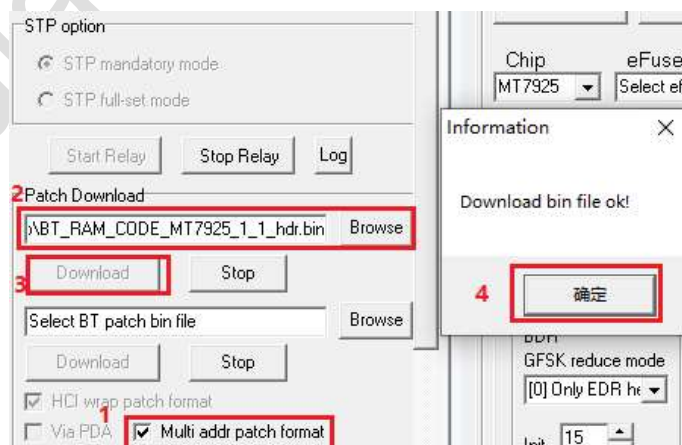 STP option
STP mandatory mode
STP full-set mode
Start Relay
Stop Relay
Log
2
Patch Download
\BT_RAM_CODE_MT7925_1_1_hdr.bin
Browse
3
Download
Stop
Select BT patch bin file
Browse
Download
Stop
HCI wrap patch format
1
Via PDA
Multi addr patch format
Chip
eFuse
MT7925
Select ef
Information
Download bin file ok!
4
确定
BDR
GFSK reduce mode
[0] Only EDR he
Init
15